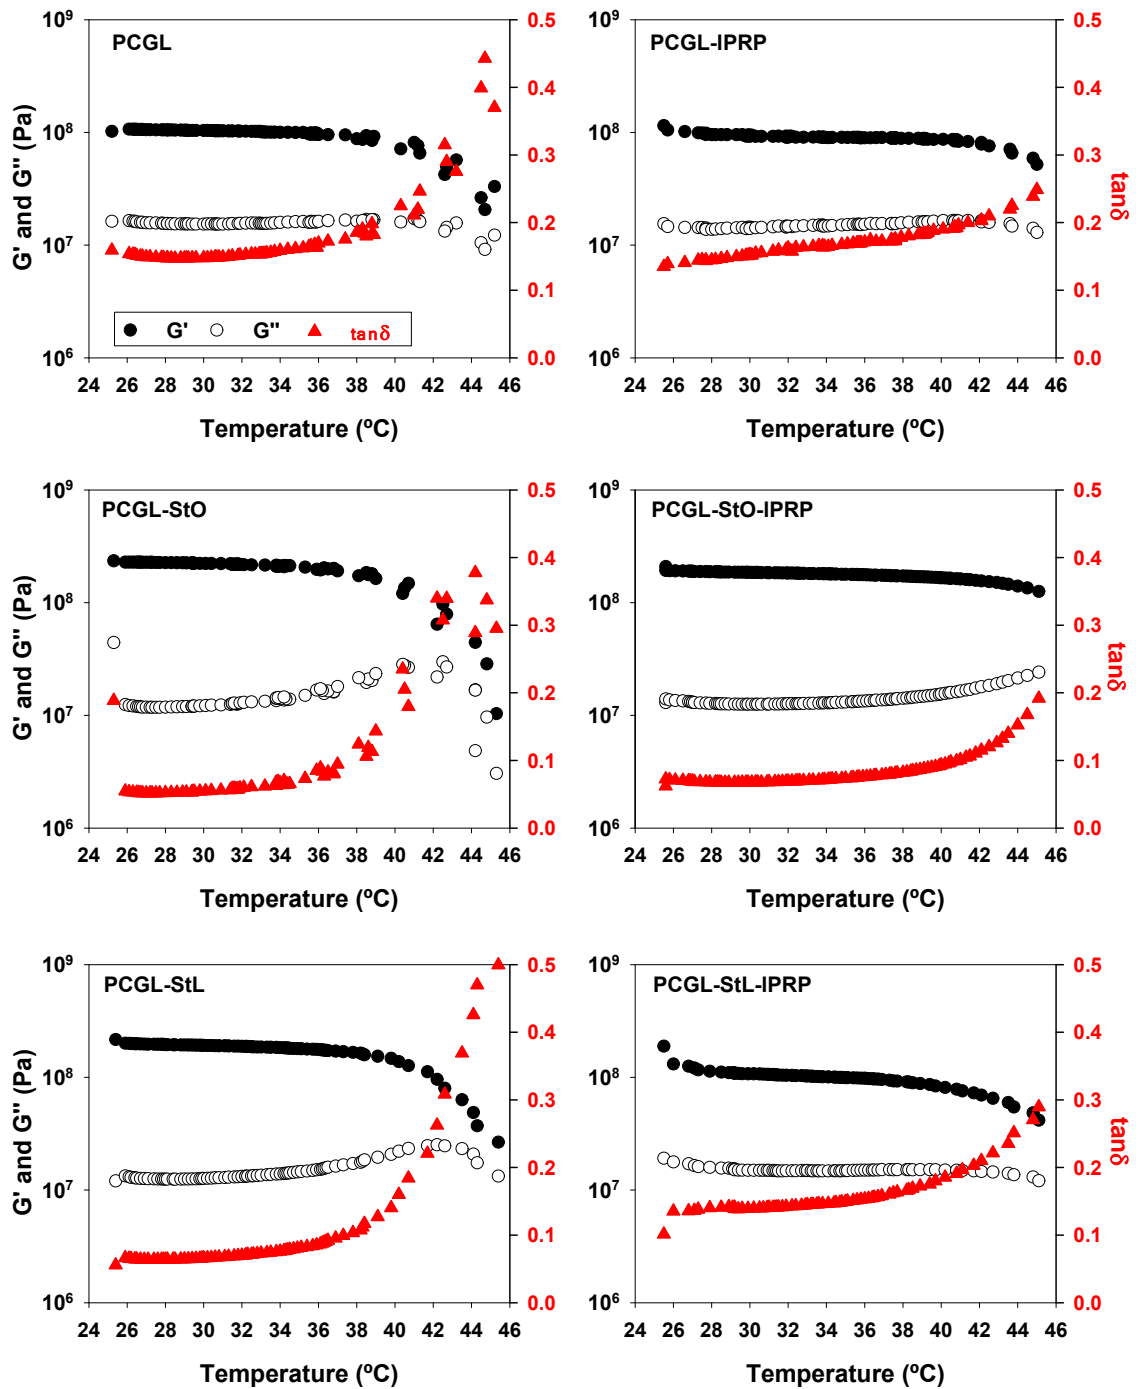 10⁹ 0.5 10⁹ 0.5
PCGL PCGL-IPRP
0.4 0.4
10⁸ 10⁸
0.3 0.3
G' and G'' (Pa) tanδ
0.2 0.2
10⁷ 10⁷
0.1 0.1
G' G'' tanδ
10⁶ 0.0 10⁶ 0.0
24 26 28 30 32 34 36 38 40 42 44 46 24 26 28 30 32 34 36 38 40 42 44 46
Temperature (ºC) Temperature (ºC)
10⁹ 0.5 10⁹ 0.5
PCGL-StO PCGL-StO-IPRP
0.4 0.4
10⁸ 10⁸
0.3 0.3
G' and G'' (Pa) tanδ
0.2 0.2
10⁷ 10⁷
0.1 0.1
10⁶ 0.0 10⁶ 0.0
24 26 28 30 32 34 36 38 40 42 44 46 24 26 28 30 32 34 36 38 40 42 44 46
Temperature (ºC) Temperature (ºC)
10⁹ 0.5 10⁹ 0.5
PCGL-StL PCGL-StL-IPRP
0.4 0.4
10⁸ 10⁸
0.3 0.3
G' and G'' (Pa) tanδ
0.2 0.2
10⁷ 10⁷
0.1 0.1
10⁶ 0.0 10⁶ 0.0
24 26 28 30 32 34 36 38 40 42 44 46 24 26 28 30 32 34 36 38 40 42 44 46
Temperature (ºC) Temperature (ºC)